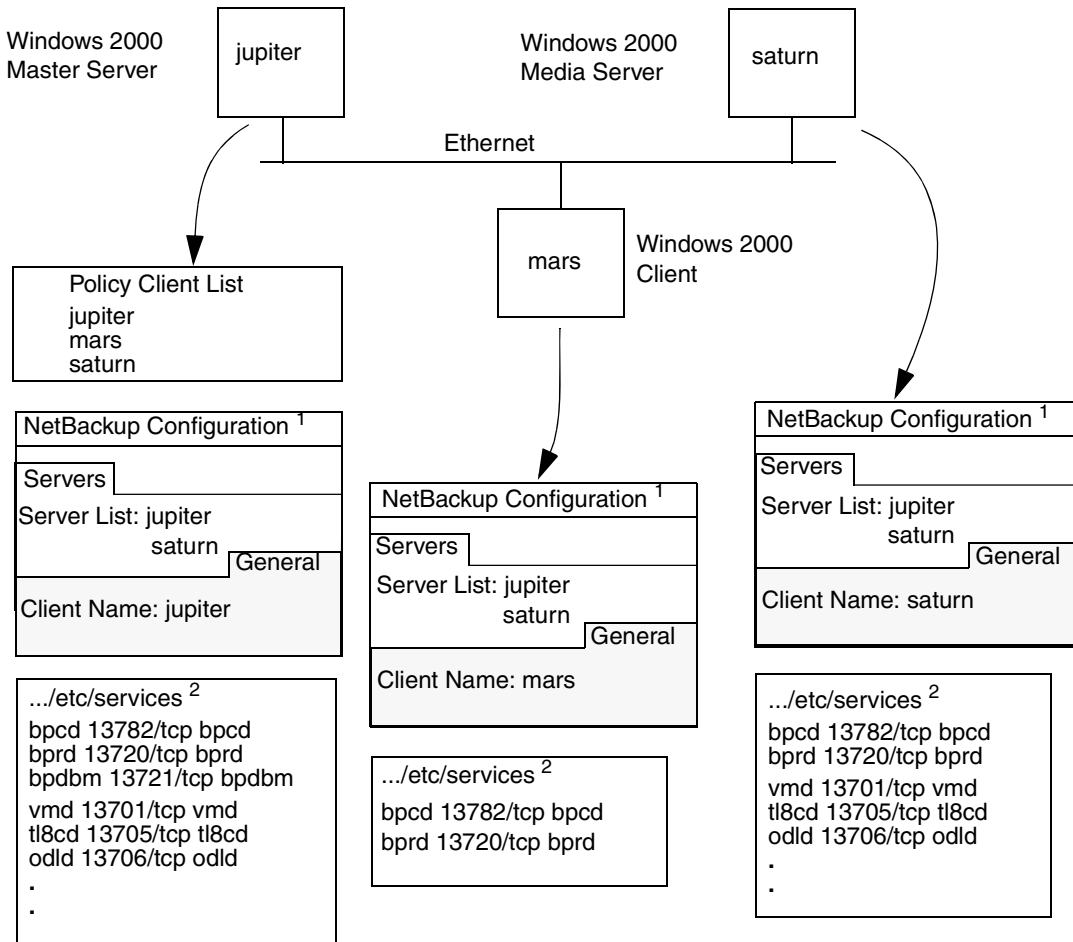 Windows 2000
Master Server
jupiter
Windows 2000
Media Server
saturn
Ethernet
mars
Windows 2000
Client
Policy Client List
jupiter
mars
saturn
NetBackup Configuration 1
Servers
Server List: jupiter
saturn
General
Client Name: jupiter
.../etc/services 2
bpcd 13782/tcp bpcd
bprd 13720/tcp bprd
bpdbm 13721/tcp bpdbm
vmd 13701/tcp vmd
tl8cd 13705/tcp tl8cd
odld 13706/tcp odld
.
.
NetBackup Configuration 1
Servers
Server List: jupiter
saturn
General
Client Name: mars
.../etc/services 2
bpcd 13782/tcp bpcd
bprd 13720/tcp bprd
NetBackup Configuration 1
Servers
Server List: jupiter
saturn
General
Client Name: saturn
.../etc/services 2
bpcd 13782/tcp bpcd
bprd 13720/tcp bprd
vmd 13701/tcp vmd
tl8cd 13705/tcp tl8cd
odld 13706/tcp odld
.
.